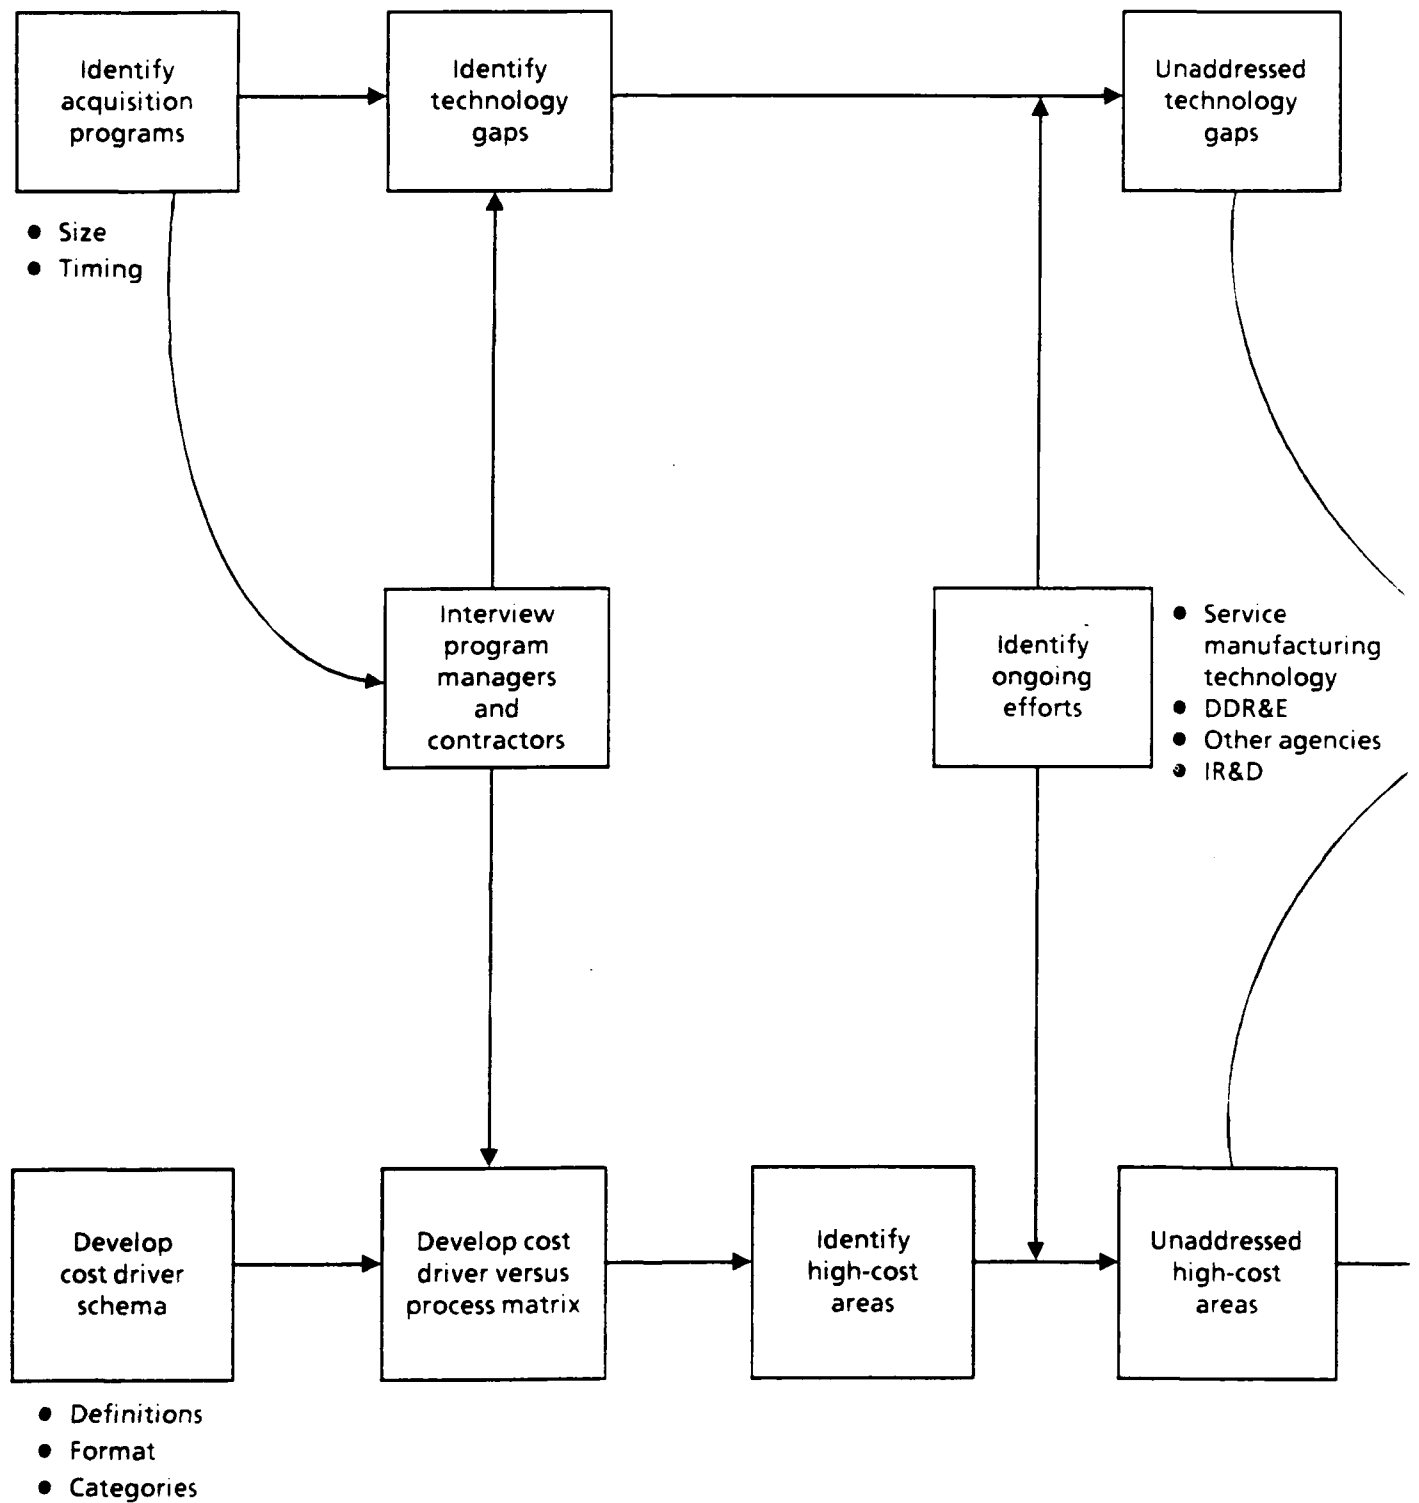 Identify
acquisition
programs
Identify
technology
gaps
Unaddressed
technology
gaps
● Size
● Timing
Interview
program
managers
and
contractors
Identify
ongoing
efforts
● Service
manufacturing
technology
● DDR&E
● Other agencies
● IR&D
Develop
cost driver
schema
Develop cost
driver versus
process matrix
Identify
high-cost
areas
Unaddressed
high-cost
areas
● Definitions
● Format
● Categories